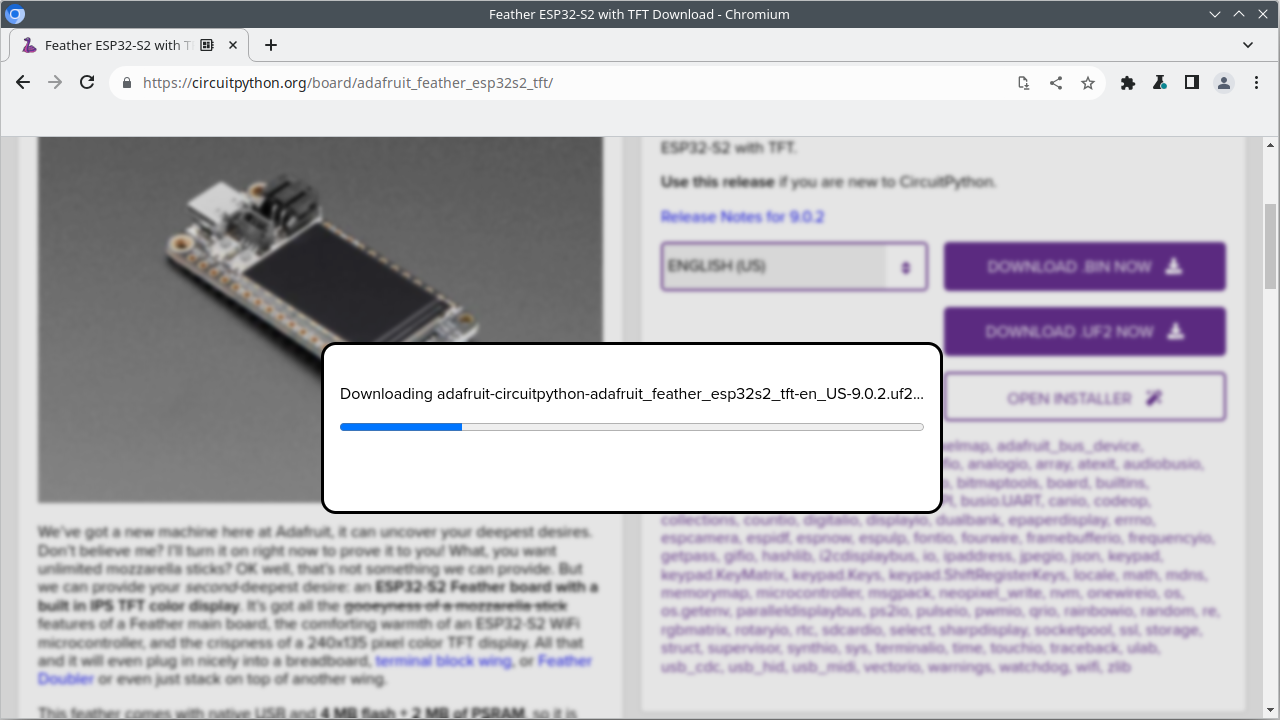 Feather ESP32-S2 with TFT Download - Chromium
Feather ESP32-S2 with T
https://circuitpython.org/board/adafruit_feather_esp32s2_tft/
ESP32-S2 with TFT.
Use this release if you are new to CircuitPython.
Release Notes for 9.0.2
ENGLISH (US)
DOWNLOAD .BIN NOW
DOWNLOAD .UF2 NOW
OPEN INSTALLER
Downloading adafruit-circuitpython-adafruit_feather_esp32s2_tft-en_US-9.0.2.uf2...
adafruit_bus_device,
analogio, array, atexit, audiobusio,
bitmaptools, board, builtins,
busio.UART, canio, codeop,
collections, countio, digitalio, displayio, dualbank, epaperdisplay, errno,
espcamera, espidf, espnow, espulp, fontio, fourwire, framebufferio, frequencyio,
getpass, gifio, hashlib, i2cdisplaybus, io, ipaddress, jpegio, json, keypad,
keypad.KeyMatrix, keypad.Keys, keypad.ShiftRegisterKeys, locale, math, mdns,
memorymap, microcontroller, msgpack, neopixel_write, nvm, onewireio, os,
os.getenv, paralleldisplaybus, ps2io, pulseio, pwmio, qrio, rainbowio, random, re,
rgbmatrix, rotaryio, rtc, sdcardio, select, sharpdisplay, socketpool, ssl, storage,
struct, supervisor, synthio, sys, terminalio, time, touchio, traceback, ulab,
usb_cdc, usb_hid, usb_midi, vectorio, warnings, watchdog, wifi, zlib
We've got a new machine here at Adafruit, it can uncover your deepest desires.
Don't believe me? I'll turn it on right now to prove it to you! What, you want
unlimited mozzarella sticks? OK well, that's not something we can provide. But
we can provide your second-deepest desire: an ESP32-S2 Feather board with a
built in IPS TFT color display. It's got all the gooeyness of a mozzarella stick
features of a Feather main board, the comforting warmth of an ESP32-S2 WiFi
microcontroller, and the crispness of a 240x135 pixel color TFT display. All that
and it will even plug in nicely into a breadboard, terminal block wing, or Feather
Doubler or even just stack on top of another wing.
This feather comes with native USB and 4 MB flash + 2 MB of PSRAM, so it is